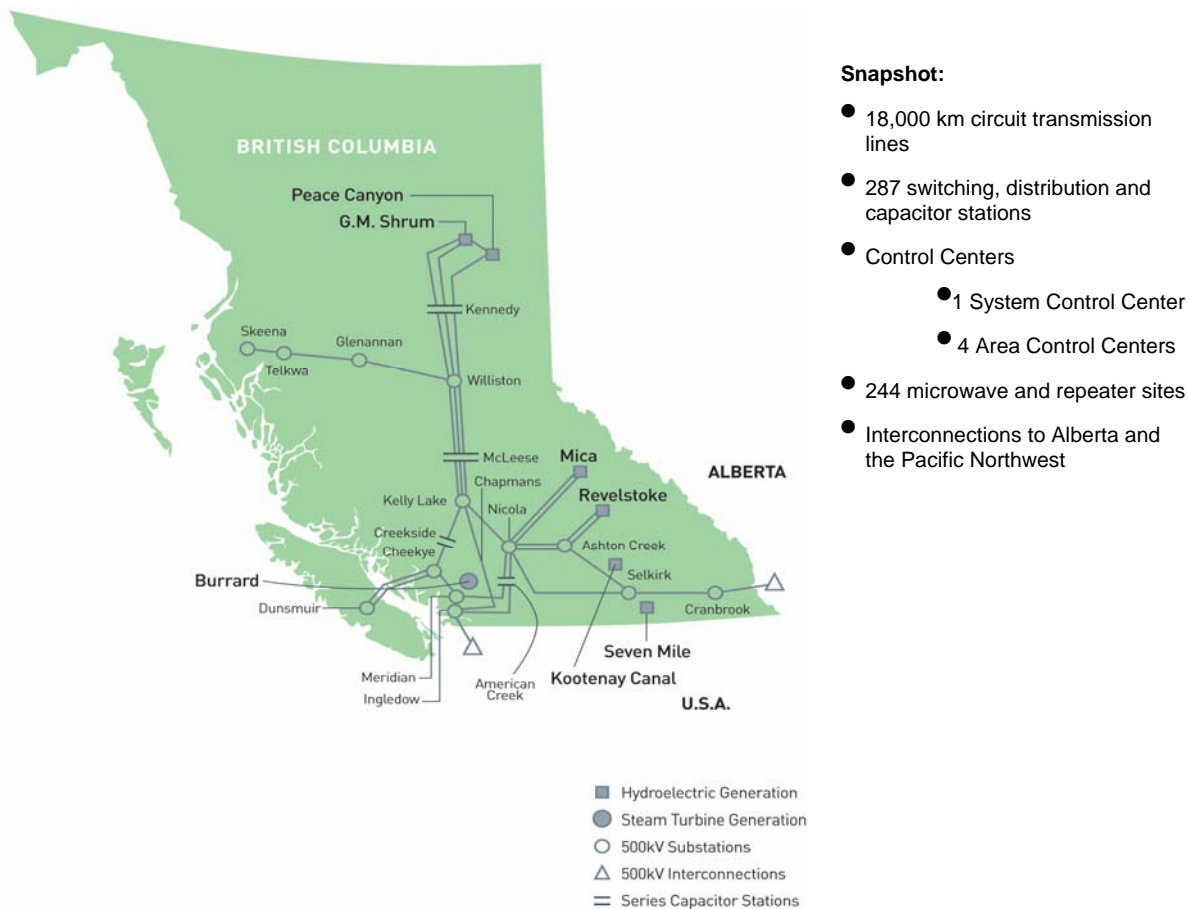 BRITISH COLUMBIA
Peace Canyon
G.M. Shrum
Kennedy
Skeena
Glenannan
Telkwa
Williston
McLeese
Mica
Chapmans
ALBERTA
Kelly Lake
Nicola
Revelstoke
Creekside
Cheekye
Ashton Creek
Burrard
Selkirk
Dunsmuir
Cranbrook
Seven Mile
Meridian
American
Creek
Kootenay Canal
Ingledow
U.S.A.
Hydroelectric Generation
Steam Turbine Generation
500kV Substations
500kV Interconnections
Series Capacitor Stations
Snapshot:
● 18,000 km circuit transmission
lines
● 287 switching, distribution and
capacitor stations
● Control Centers
●1 System Control Center
● 4 Area Control Centers
● 244 microwave and repeater sites
● Interconnections to Alberta and
the Pacific Northwest